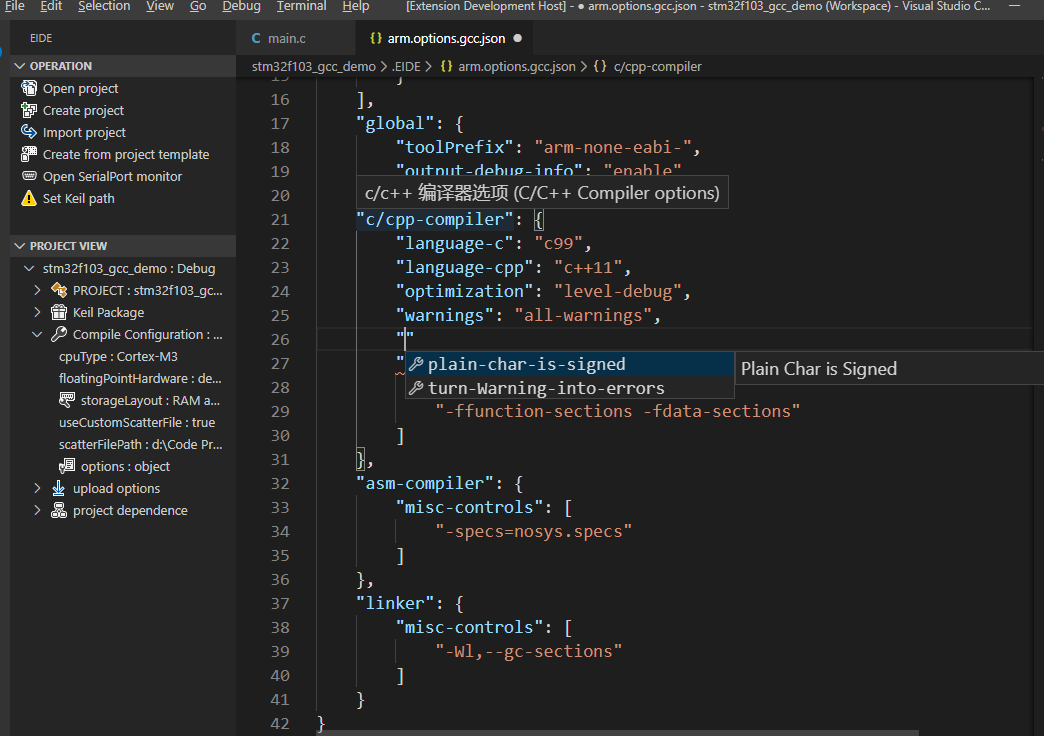 File Edit Selection View Go Debug Terminal Help [Extension Development Host] - ● arm.options.gcc.json - stm32f103_gcc_demo (Workspace) - Visual Studio C...
EIDE
OPERATION
Open project
Create project
Import project
Create from project template
Open SerialPort monitor
Set Keil path
PROJECT VIEW
stm32f103_gcc_demo : Debug
PROJECT : stm32f103_gc...
Keil Package
Compile Configuration : ...
cpuType : Cortex-M3
floatingPointHardware : de...
storageLayout : RAM a...
useCustomScatterFile : true
scatterFilePath : d:\Code Pr...
options : object
upload options
project dependence
C main.c {} arm.options.gcc.json ●
stm32f103_gcc_demo > .EIDE > {} arm.options.gcc.json > {} c/cpp-compiler
15 ]
16 ],
17 "global": {
18 "toolPrefix": "arm-none-eabi-",
19 "output-debug-info": "enable"
20
c/c++ 编译器选项 (C/C++ Compiler options)
21 "c/cpp-compiler": {
22 "language-c": "c99",
23 "language-cpp": "c++11",
24 "optimization": "level-debug",
25 "warnings": "all-warnings",
26 ""
27 "
plain-char-is-signed Plain Char is Signed
turn-Warning-into-errors
28
29 "-ffunction-sections -fdata-sections"
30 ]
31 },
32 "asm-compiler": {
33 "misc-controls": [
34 "-specs=nosys.specs"
35 ]
36 },
37 "linker": {
38 "misc-controls": [
39 "-Wl,--gc-sections"
40 ]
41 }
42 }